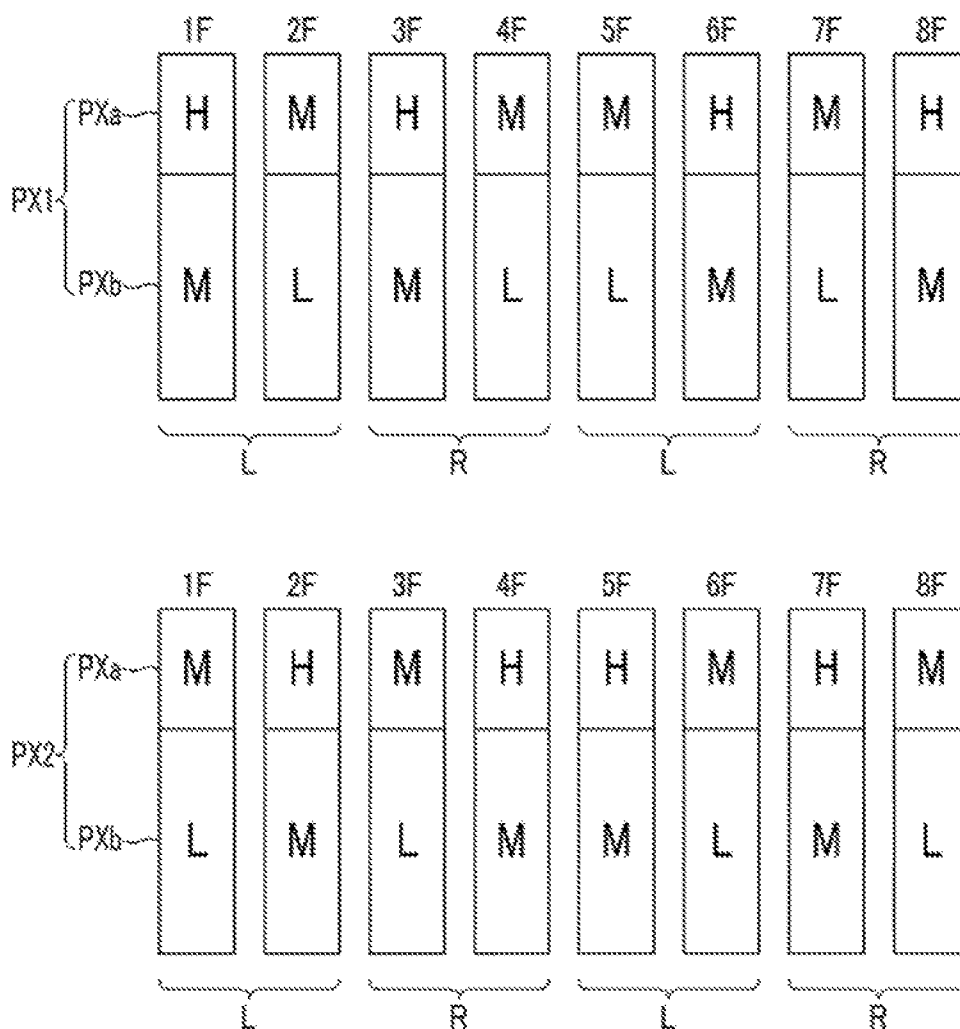 1F 2F 3F 4F 5F 6F 7F 8F
PXa H M H M M H M H
PX1
PXb M L M L L M L M
L R L R
1F 2F 3F 4F 5F 6F 7F 8F
PXa M H M H H M H M
PX2
PXb L M L M M L M L
L R L R